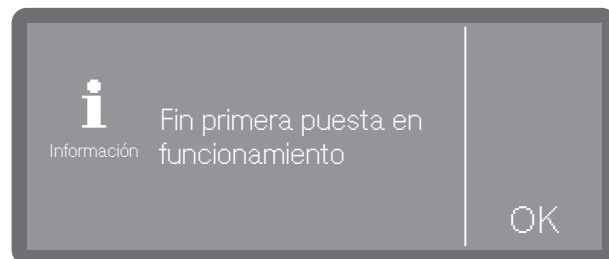 Fin primera puesta en
funcionamiento
Información
OK